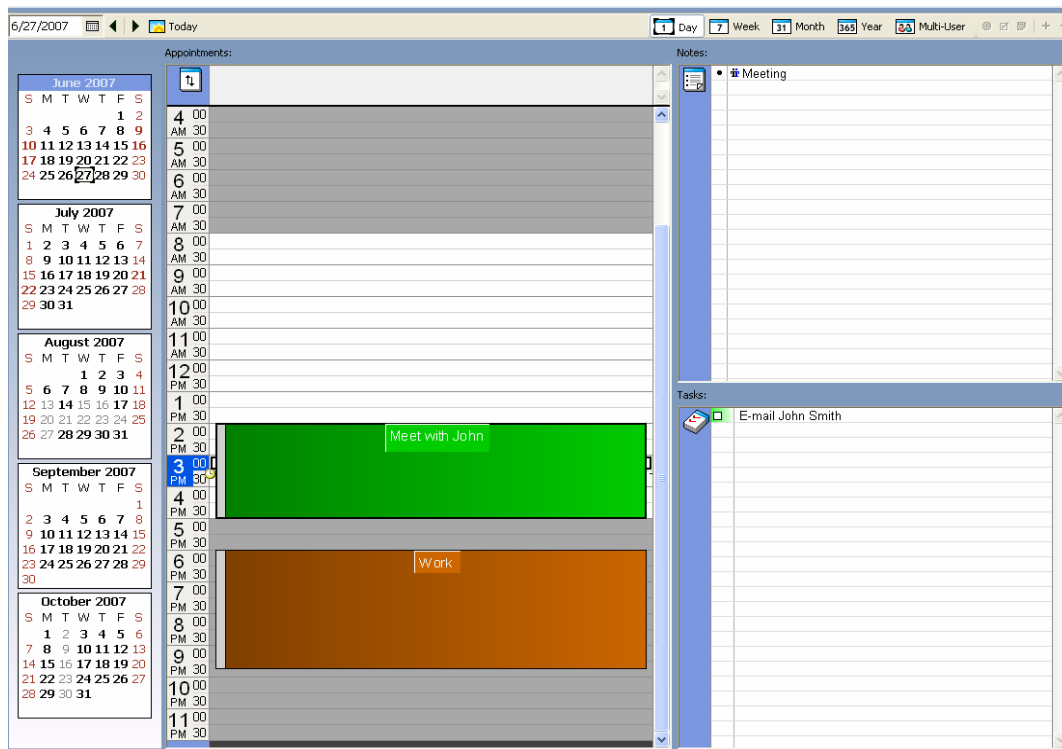 6/27/2007 Today 1 Day 7 Week 31 Month 365 Year Multi-User
Appointments:
Notes:
June 2007
S M T W T F S
1 2
3 4 5 6 7 8 9
10 11 12 13 14 15 16
17 18 19 20 21 22 23
24 25 26 27 28 29 30
July 2007
S M T W T F S
1 2 3 4 5 6 7
8 9 10 11 12 13 14
15 16 17 18 19 20 21
22 23 24 25 26 27 28
29 30 31
August 2007
S M T W T F S
1 2 3 4
5 6 7 8 9 10 11
12 13 14 15 16 17 18
19 20 21 22 23 24 25
26 27 28 29 30 31
September 2007
S M T W T F S
1
2 3 4 5 6 7 8
9 10 11 12 13 14 15
16 17 18 19 20 21 22
23 24 25 26 27 28 29
30
October 2007
S M T W T F S
1 2 3 4 5 6
7 8 9 10 11 12 13
14 15 16 17 18 19 20
21 22 23 24 25 26 27
28 29 30 31
4 00
AM 30
5 00
AM 30
6 00
AM 30
7 00
AM 30
8 00
AM 30
9 00
AM 30
10 00
AM 30
11 00
AM 30
12 00
PM 30
1 00
PM 30
2 00
PM 30
3 00
PM 30
4 00
PM 30
5 00
PM 30
6 00
PM 30
7 00
PM 30
8 00
PM 30
9 00
PM 30
10 00
PM 30
11 00
PM 30
Meet with John
Work
Meeting
Tasks:
E-mail John Smith